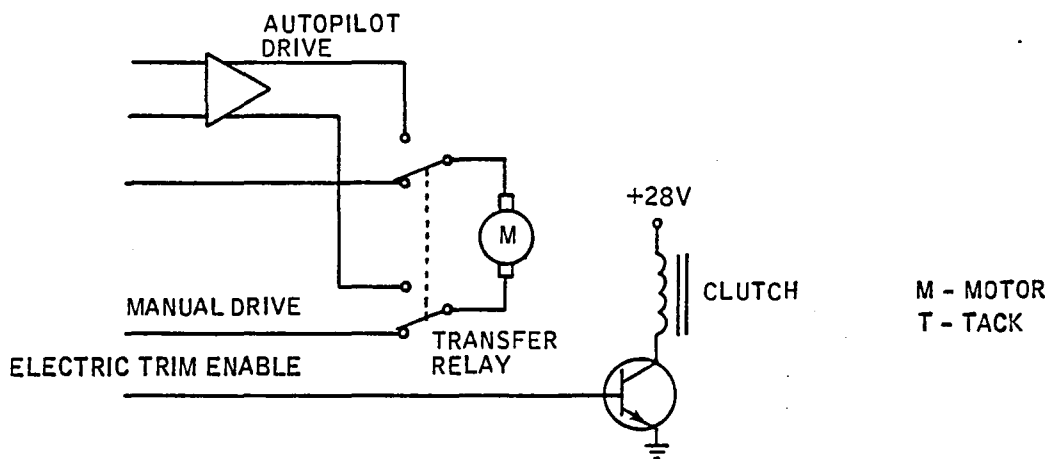 AUTOPILOT
DRIVE
+28V
M
CLUTCH
M - MOTOR
T - TACK
MANUAL DRIVE
TRANSFER
RELAY
ELECTRIC TRIM ENABLE